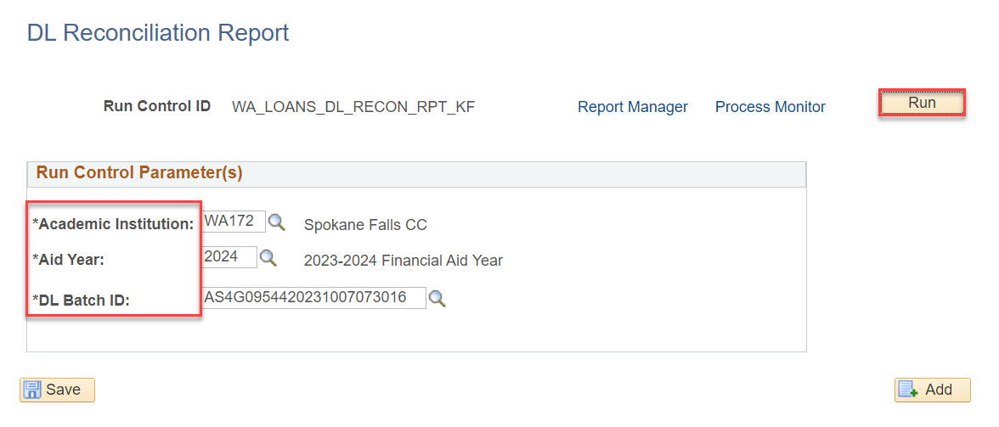 DL Reconciliation Report
Run Control ID WA_LOANS_DL_RECON_RPT_KF Report Manager Process Monitor Run
Run Control Parameter(s)
*Academic Institution: WA172 Spokane Falls CC
*Aid Year: 2024 2023-2024 Financial Aid Year
*DL Batch ID: AS4G0954420231007073016
Save Add